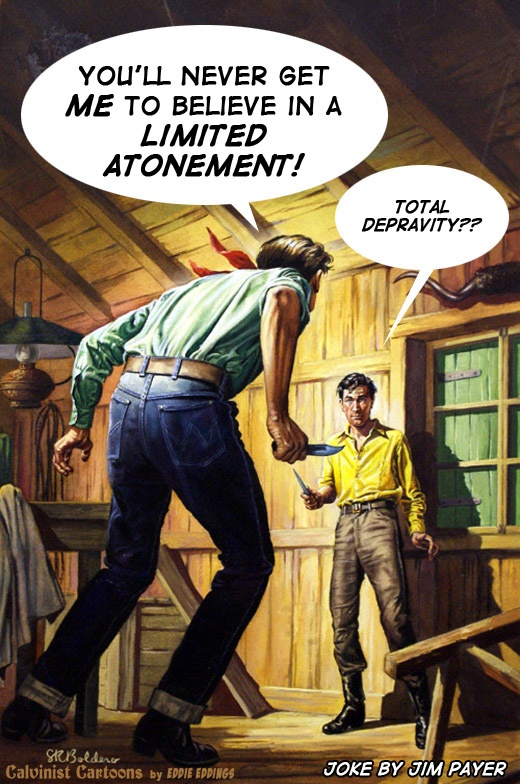 YOU'LL NEVER GET
ME TO BELIEVE IN A
LIMITED
ATONEMENT!
TOTAL
DEPRAVITY??
Calvinist Cartoons by EDDIE EDDINGS
JOKE BY JIM PAYER